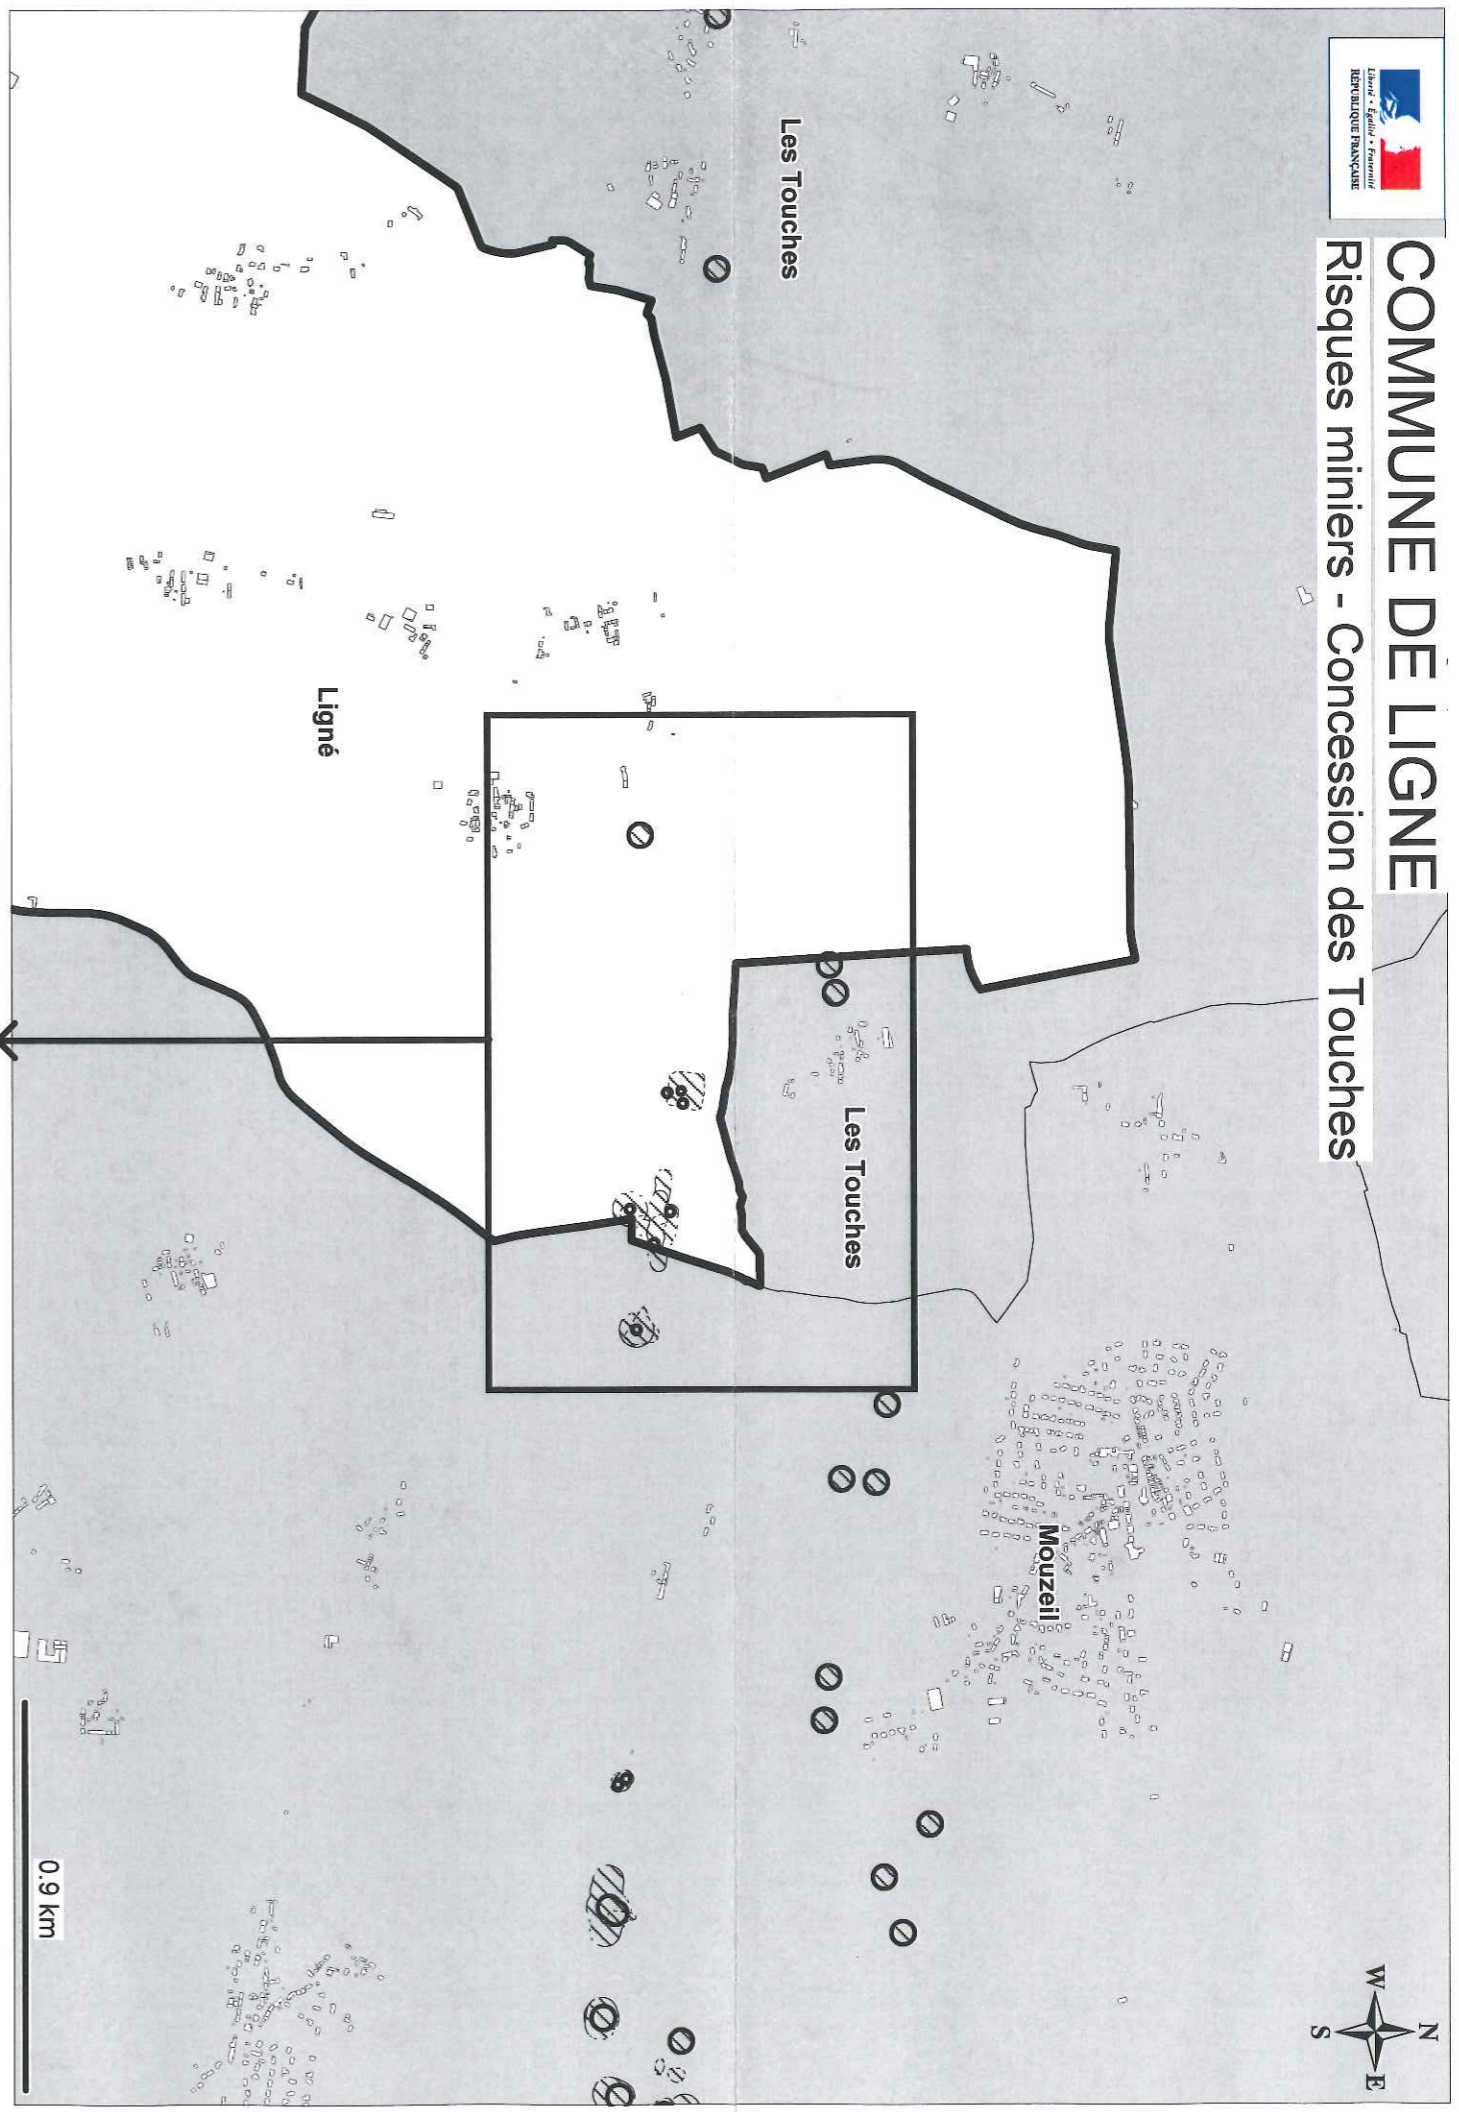 COMMUNE DE LIGNE
Risques miniers - Concession des Touches
Liberté • Égalité • Fraternité
RÉPUBLIQUE FRANÇAISE
Les Touches
Les Touches
Ligné
Mouzeil
N
W
E
S
0.9 km